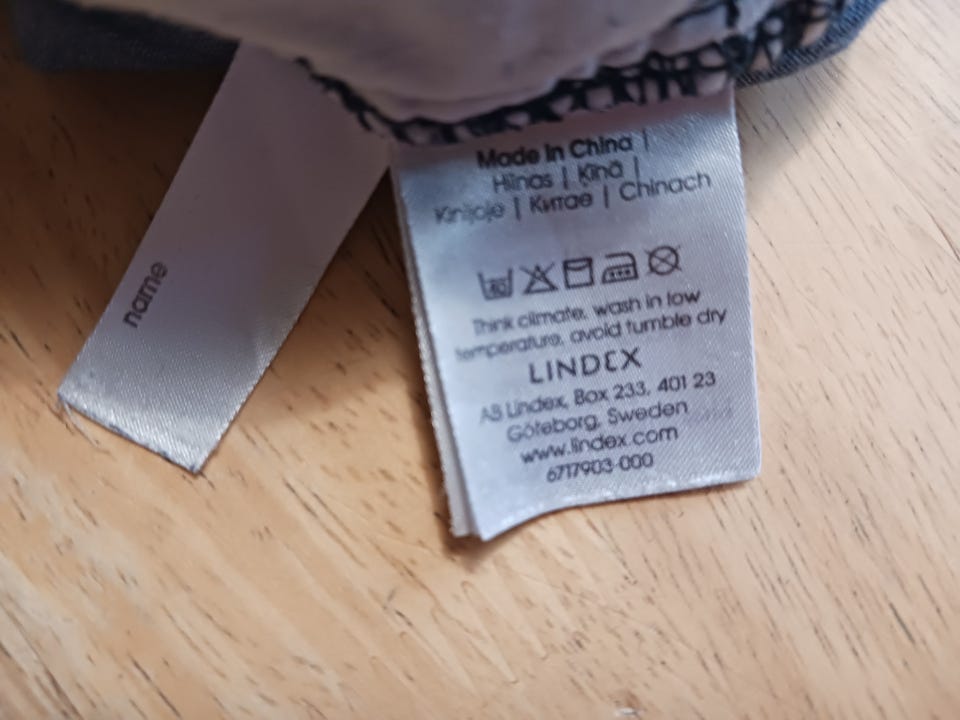 name
Made in China |
Hiinas | Ķīnā |
Kinijoje | Китае | Chinach
Think climate, wash in low
temperature, avoid tumble dry
LINDEX
AB Lindex, Box 233, 401 23
Göteborg, Sweden
www.lindex.com
6717903-000